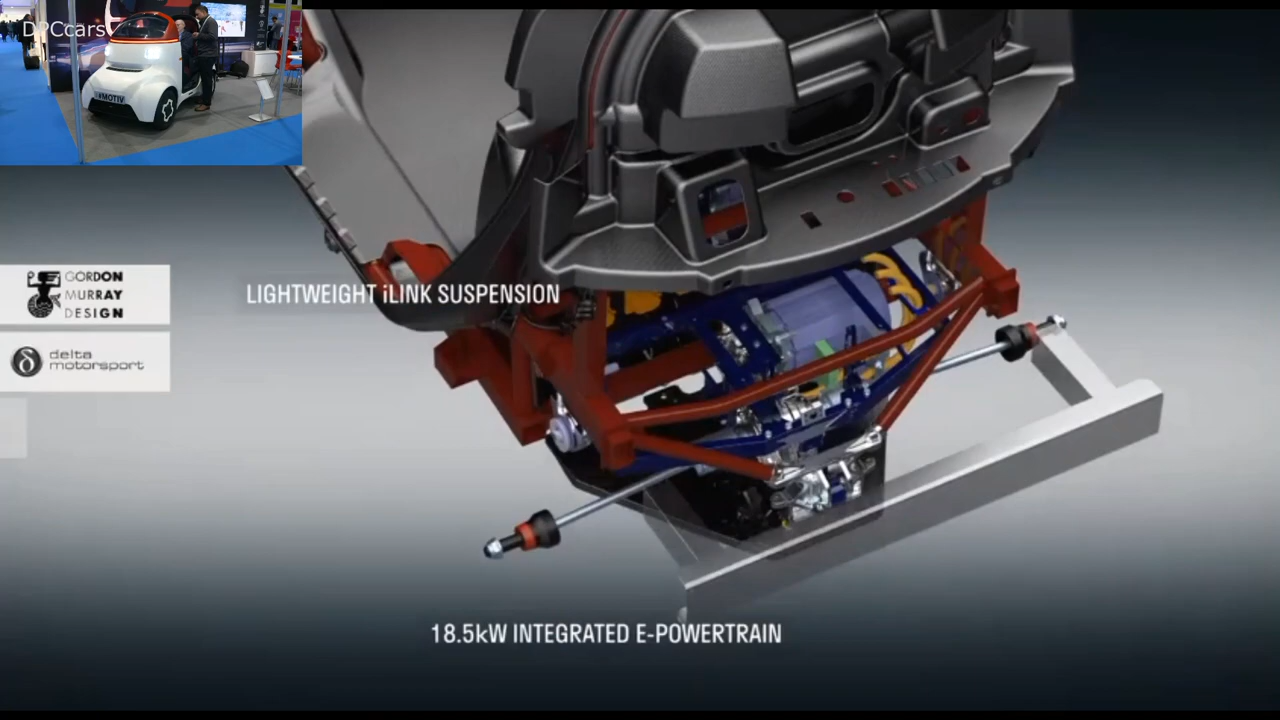 DPCcars
#MOTIV
GORDON
MURRAY
DESIGN
δ delta
motorsport
LIGHTWEIGHT iLINK SUSPENSION
18.5kW INTEGRATED E-POWERTRAIN